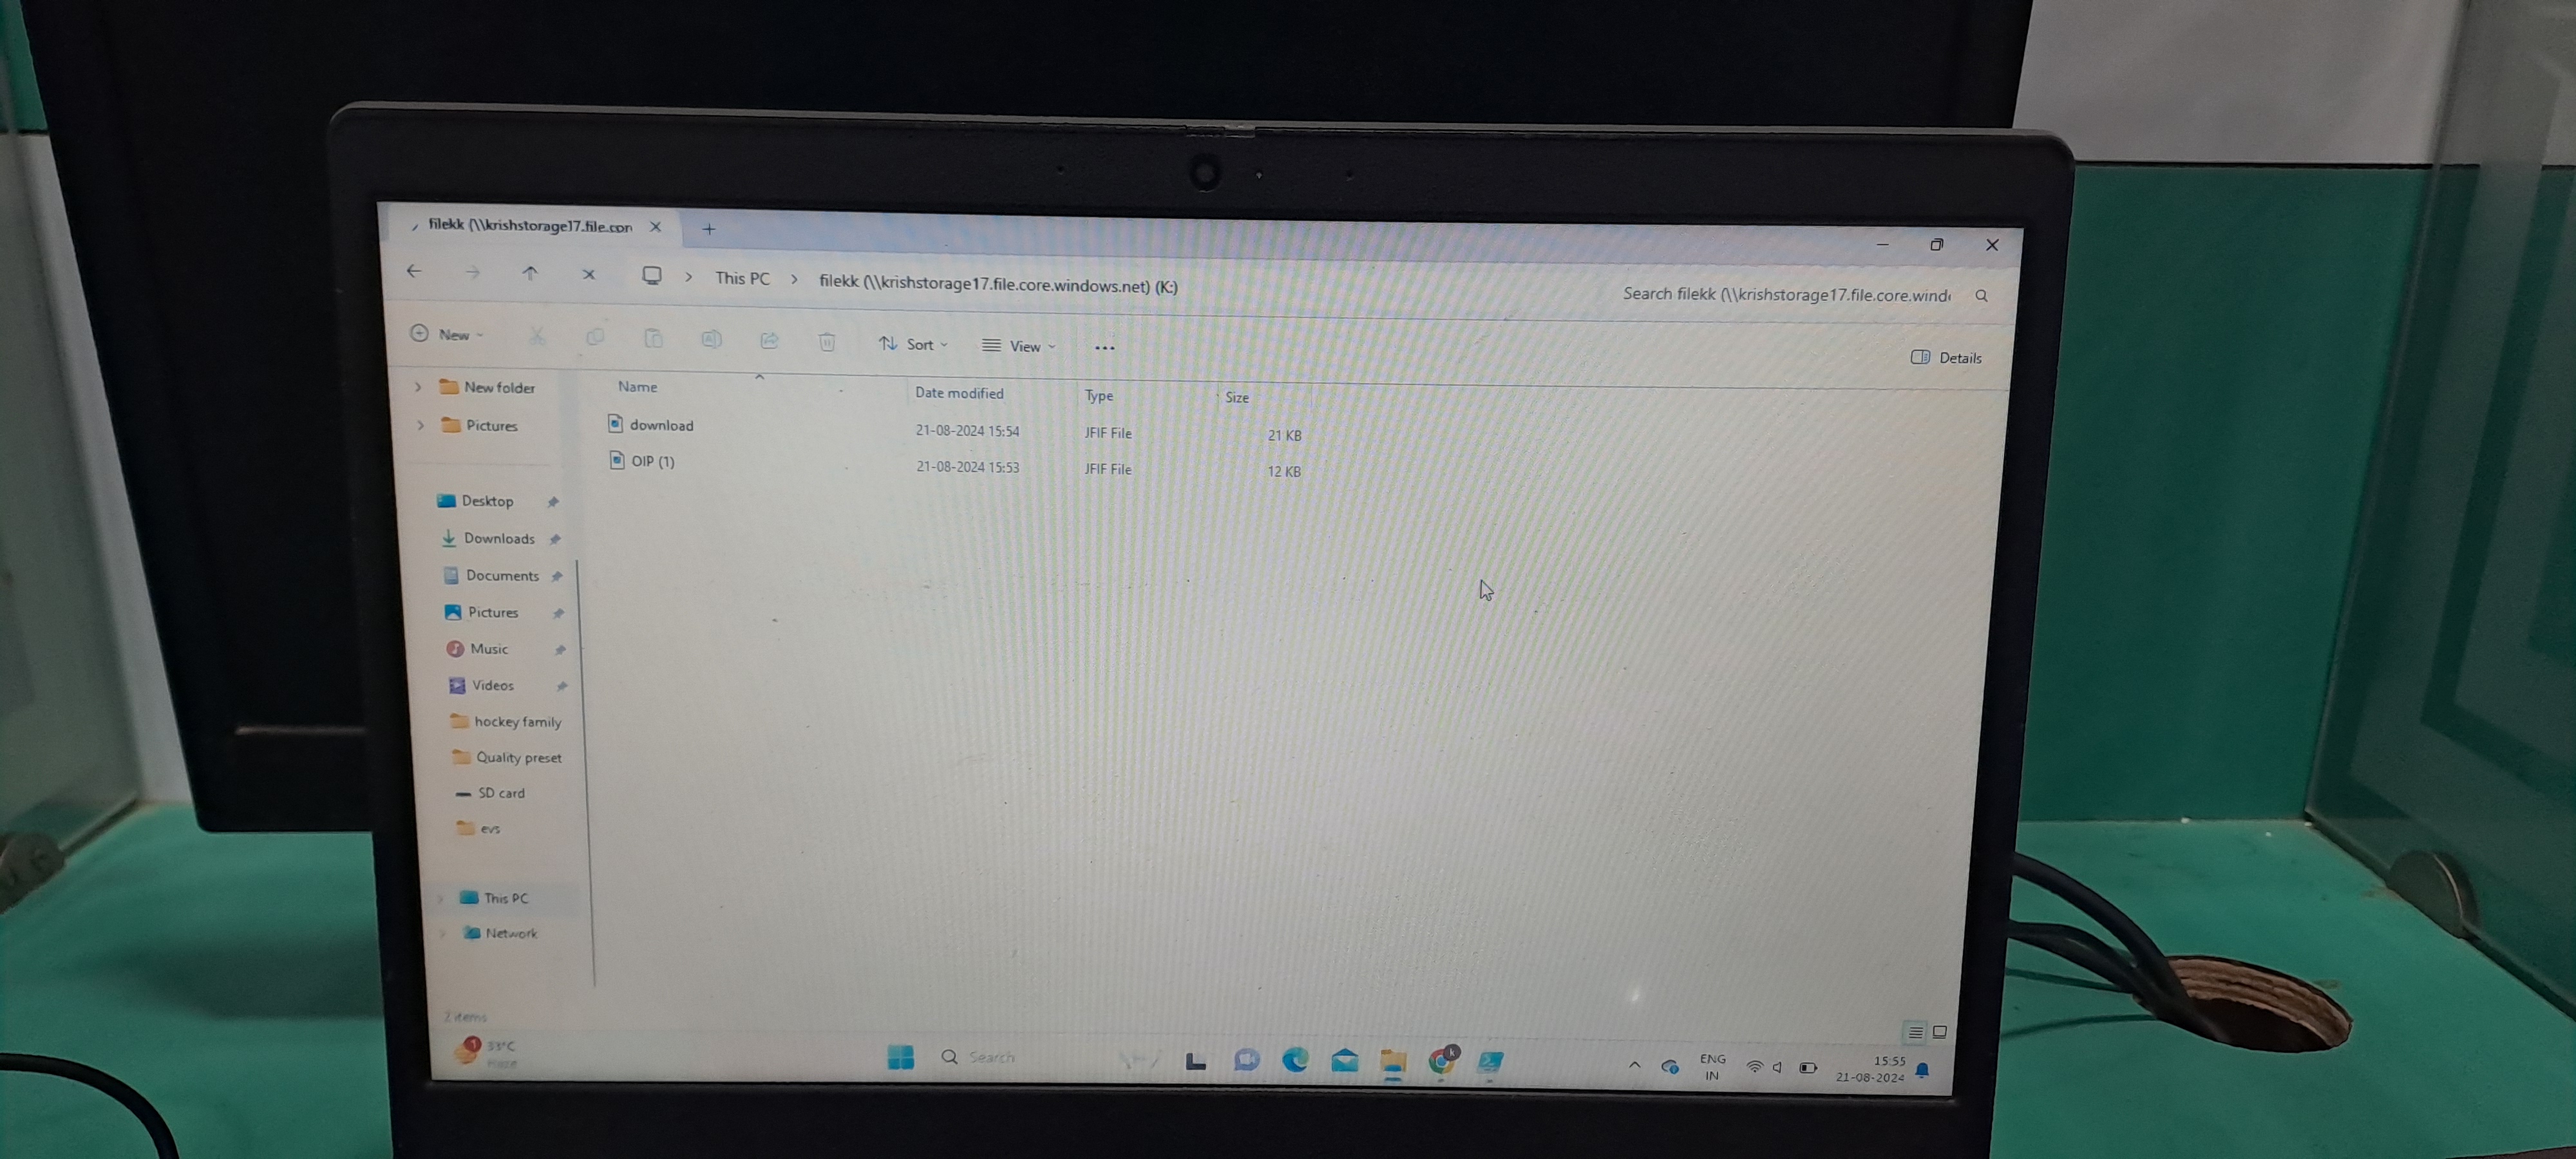 filekk (\\krishstorage17.file.con
This PC > filekk (\\krishstorage17.file.core.windows.net) (K:)
Search filekk (\\krishstorage17.file.core.wind
New
Sort
View
Details
Name Date modified Type Size
download 21-08-2024 15:54 JFIF File 21 KB
OIP (1) 21-08-2024 15:53 JFIF File 12 KB
New folder
Pictures
Desktop
Downloads
Documents
Pictures
Music
Videos
hockey family
Quality preset
SD card
evs
This PC
Network
2 items
1
33°C
Haze
Search
k
ENG
IN
15:55
21-08-2024